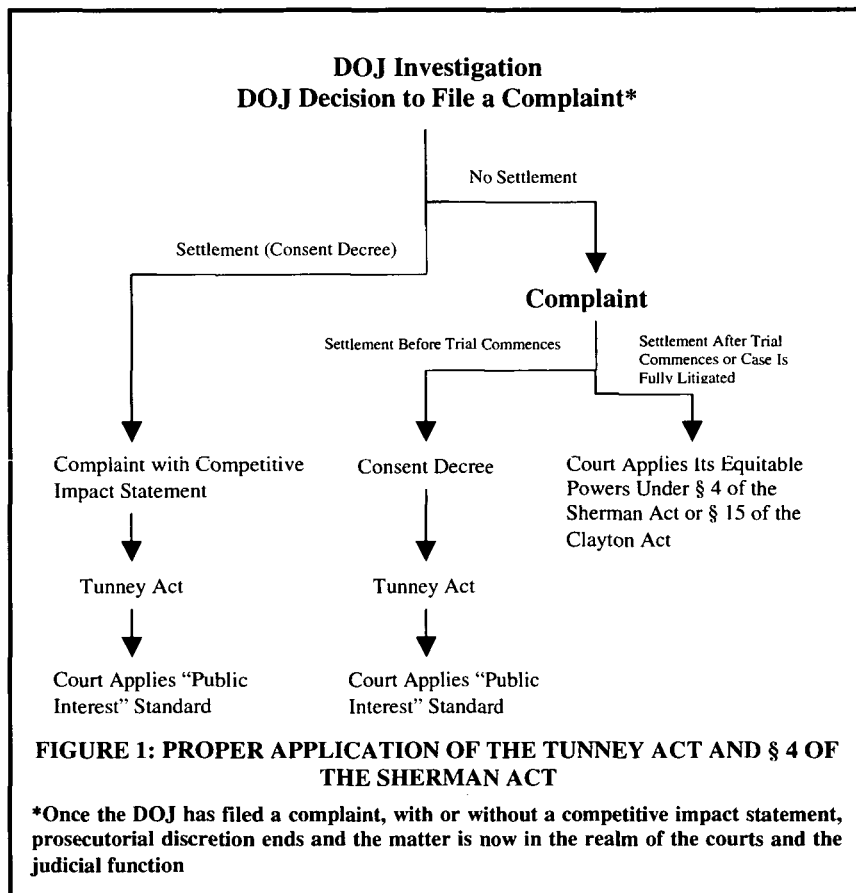 DOJ Investigation
DOJ Decision to File a Complaint*
No Settlement
Settlement (Consent Decree)
Complaint
Settlement Before Trial Commences
Settlement After Trial
Commences or Case Is
Fully Litigated
Complaint with Competitive
Impact Statement
Consent Decree
Court Applies Its Equitable
Powers Under § 4 of the
Sherman Act or § 15 of the
Clayton Act
Tunney Act
Tunney Act
Court Applies “Public
Interest” Standard
Court Applies “Public
Interest” Standard
FIGURE 1: PROPER APPLICATION OF THE TUNNEY ACT AND § 4 OF
THE SHERMAN ACT
*Once the DOJ has filed a complaint, with or without a competitive impact statement,
prosecutorial discretion ends and the matter is now in the realm of the courts and the
judicial function